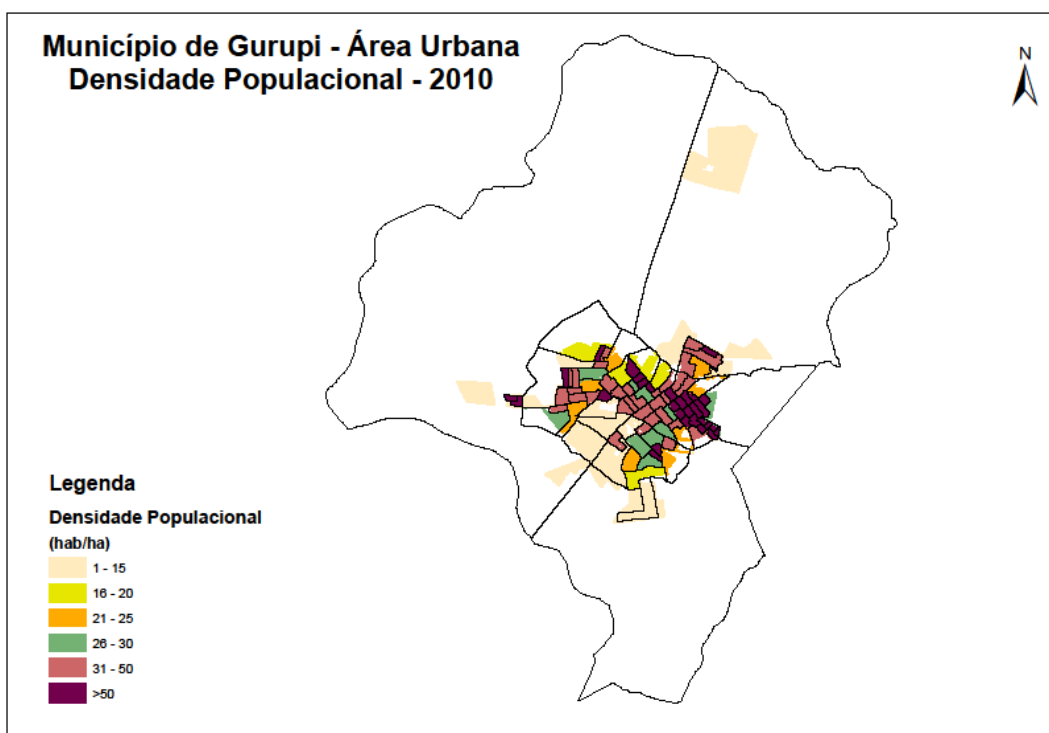 Município de Gurupi - Área Urbana
Densidade Populacional - 2010
N
Legenda
Densidade Populacional
(hab/ha)
1 - 15
16 - 20
21 - 25
26 - 30
31 - 50
>50